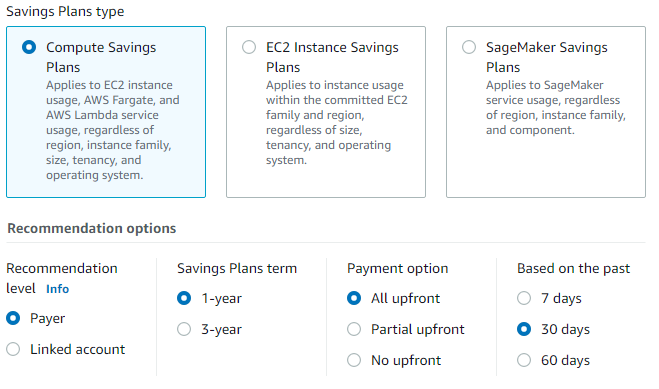 Savings Plans type
Compute Savings
Plans
Applies to EC2 instance
usage, AWS Fargate, and
AWS Lambda service
usage, regardless of
region, instance family,
size, tenancy, and
operating system.
EC2 Instance Savings
Plans
Applies to instance usage
within the committed EC2
family and region,
regardless of size,
tenancy, and operating
system.
SageMaker Savings
Plans
Applies to SageMaker
service usage, regardless
of region, instance family,
and component.
Recommendation options
Recommendation
level Info
Payer
Linked account
Savings Plans term
1-year
3-year
Payment option
All upfront
Partial upfront
No upfront
Based on the past
7 days
30 days
60 days